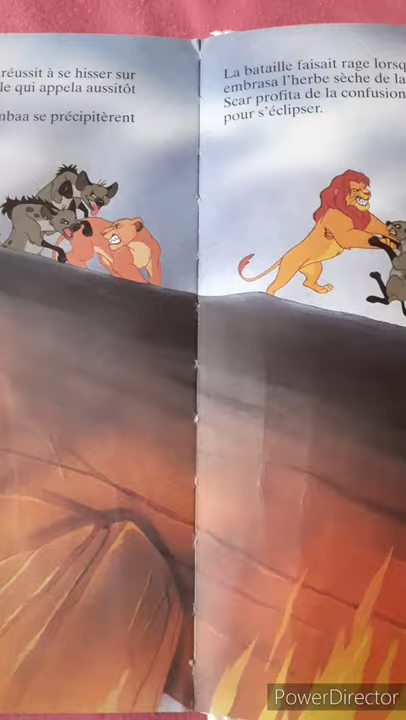 réussit à se hisser sur
le qui appela aussitôt
mbaa se précipitèrent
La bataille faisait rage lorsq
embrasa l'herbe sèche de la
Scar profita de la confusion
pour s'éclipser.
PowerDirector